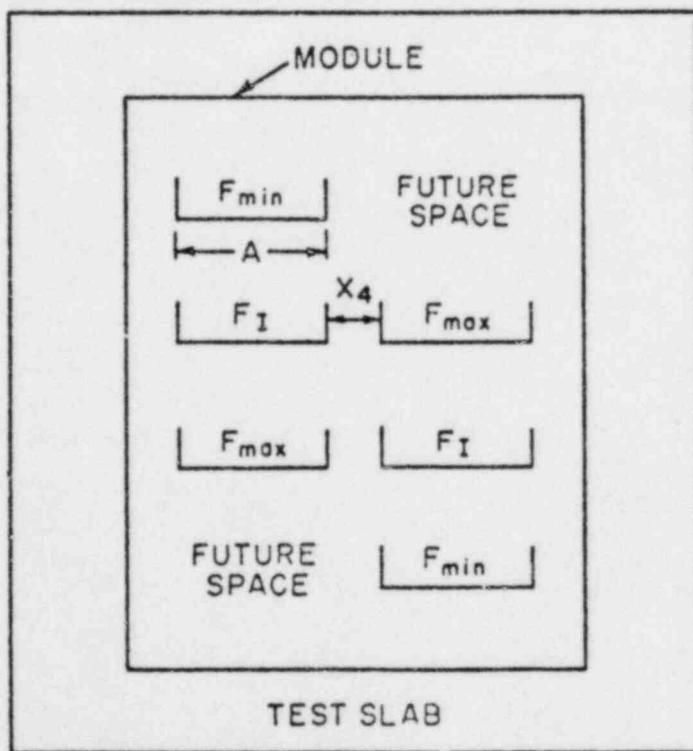 MODULE
Fmin
FUTURE
SPACE
A
X4
FI
Fmax
Fmax
FI
FUTURE
SPACE
Fmin
TEST SLAB